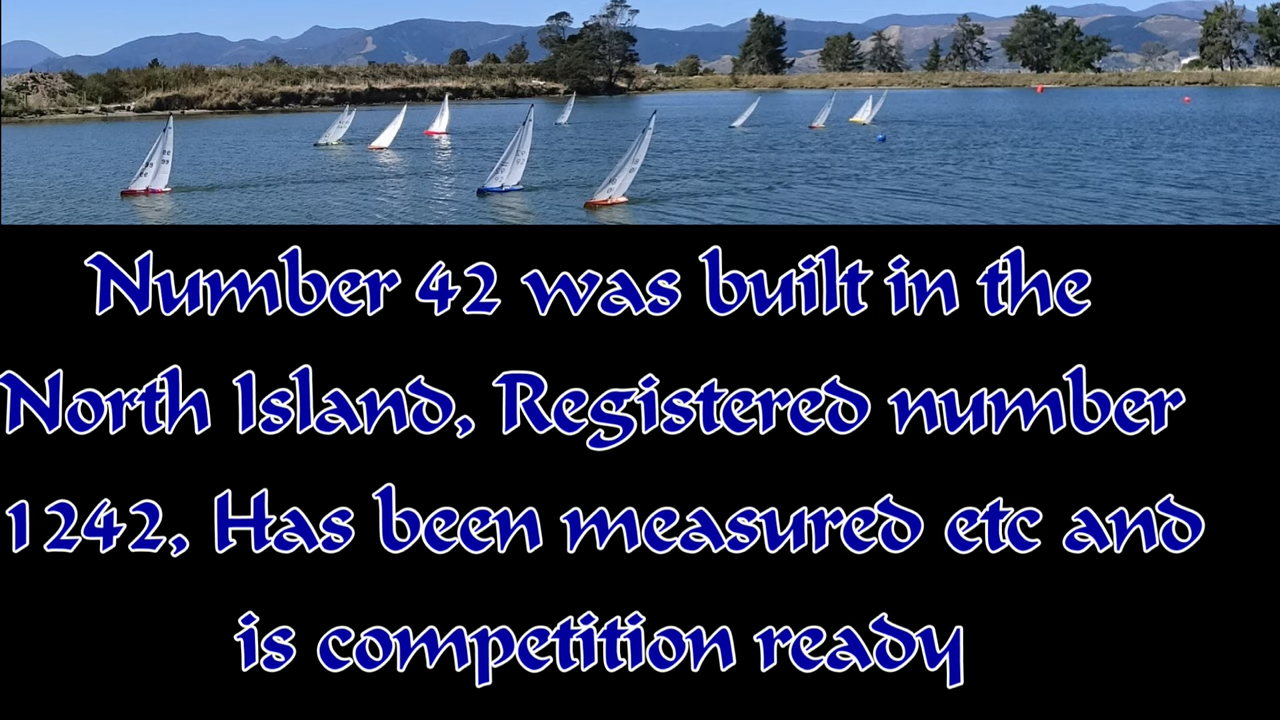 Number 42 was built in the
North Island, Registered number
1242, Has been measured etc and
is competition ready